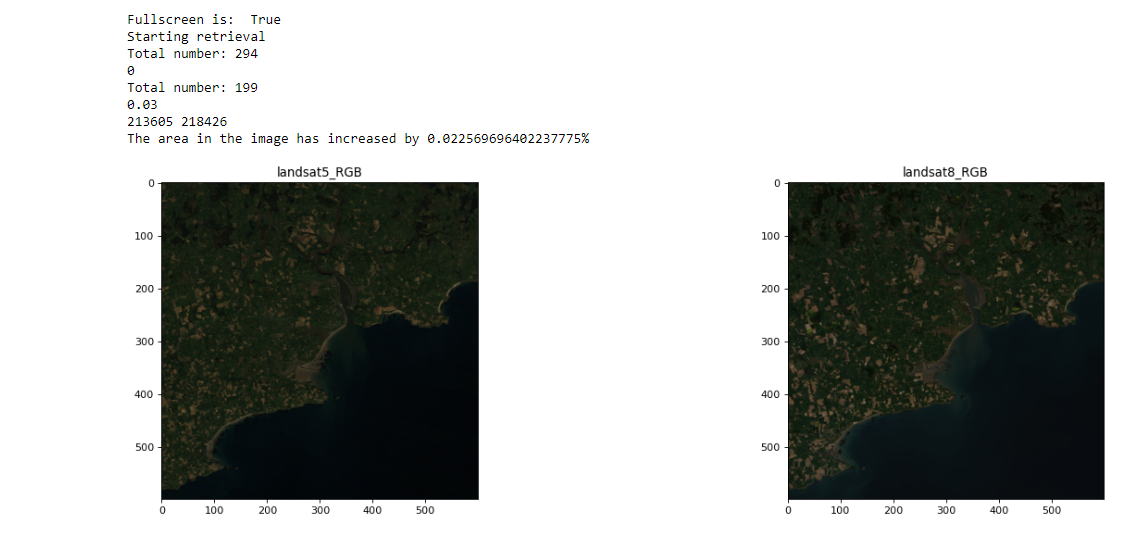 Fullscreen is:  True
Starting retrieval
Total number: 294
0
Total number: 199
0.03
213605 218426
The area in the image has increased by 0.022569696402237775%
landsat5_RGB
landsat8_RGB
0
100
200
300
400
500
0 100 200 300 400 500
0
100
200
300
400
500
0 100 200 300 400 500